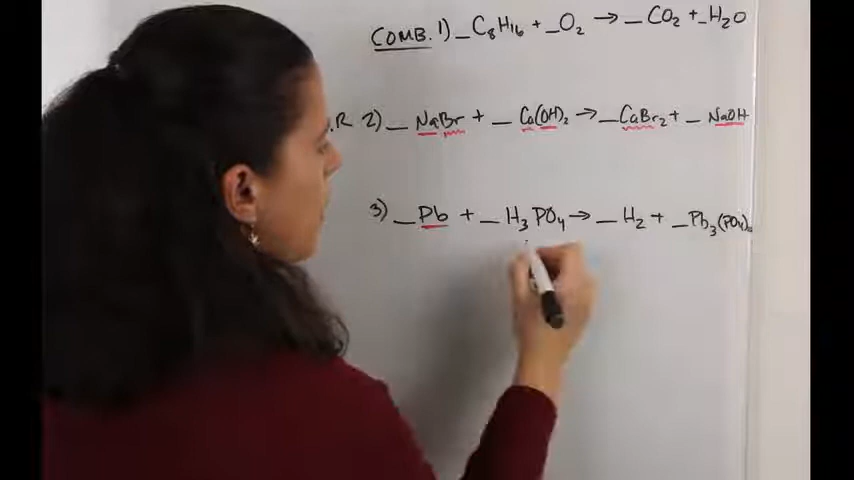 COMB. 1) _ C₈H₁₆ + _ O₂ → _ CO₂ + _ H₂O
.R 2) _ NaBr + _ Ca(OH)₂ → _ CaBr₂ + _ NaOH
3) _ Pb + _ H₃PO₄ → _ H₂ + _ Pb₃(PO₄)₂